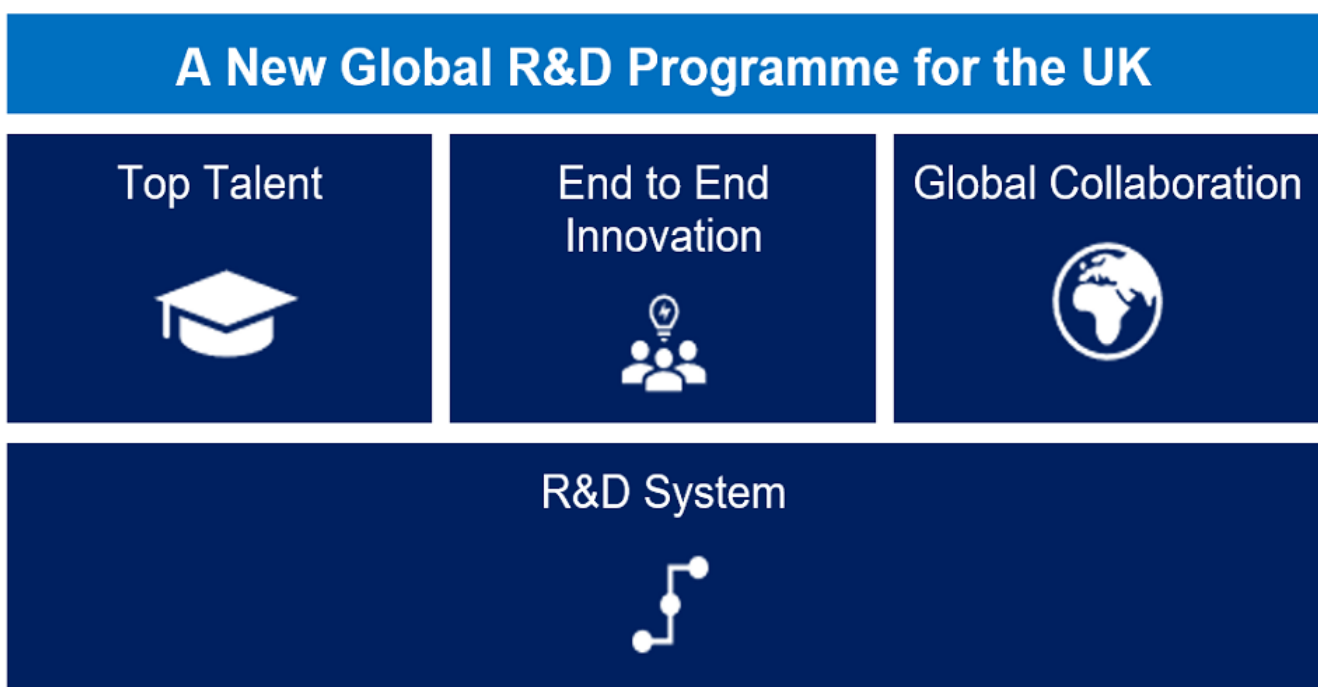 A New Global R&D Programme for the UK
Top Talent
End to End
Innovation
Global Collaboration
R&D System